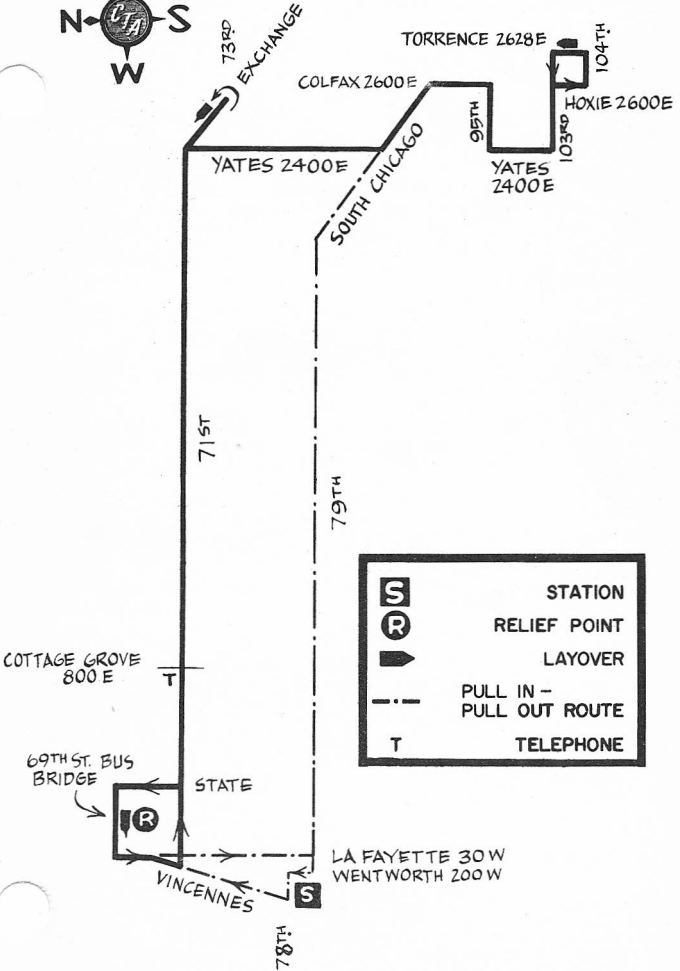 N
CTA
S
W
73RD
EXCHANGE
TORRENCE 2628E
104TH.
COLFAX 2600E
HOXIE 2600E
95TH
103RD
YATES 2400E
YATES
2400E
SOUTH CHICAGO
71ST
79TH
S STATION
R RELIEF POINT
LAYOVER
PULL IN –
PULL OUT ROUTE
T TELEPHONE
COTTAGE GROVE
800 E
T
69TH ST. BUS
BRIDGE
STATE
R
LA FAYETTE 30 W
WENTWORTH 200 W
VINCENNES
S
78TH.